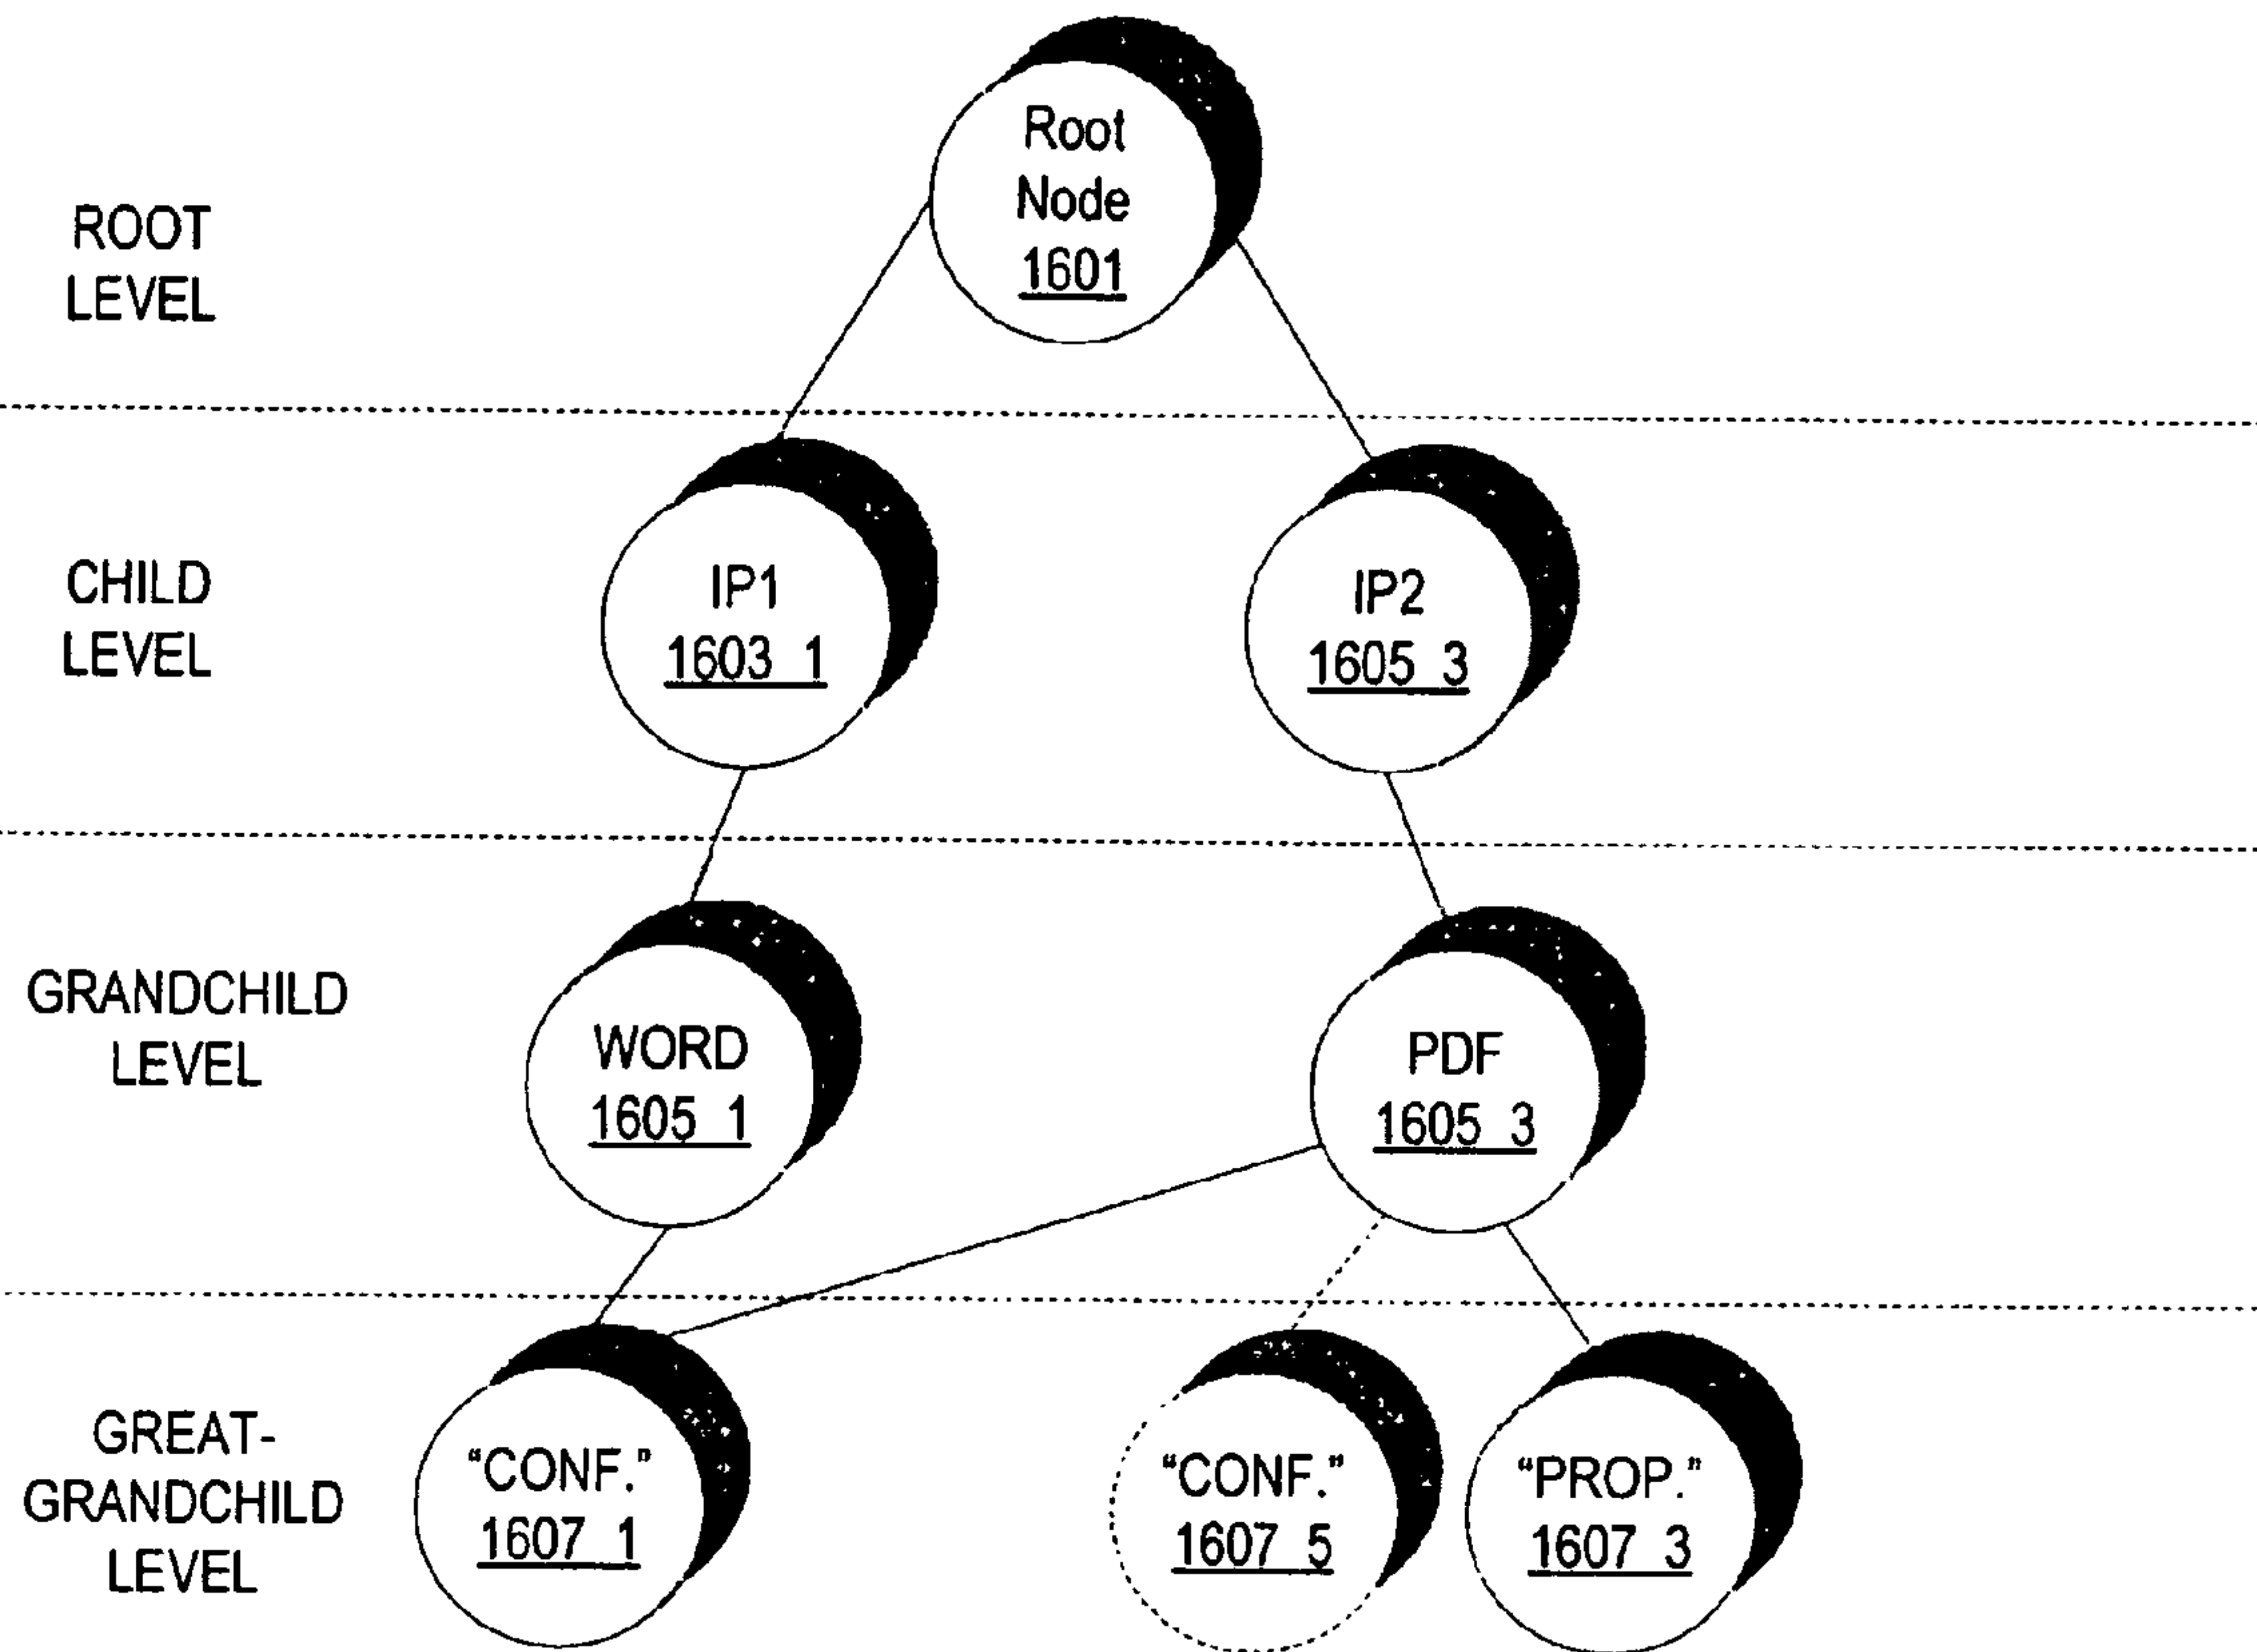 ROOT
LEVEL
Root
Node
1601
CHILD
LEVEL
IP1
1603_1
IP2
1605_3
GRANDCHILD
LEVEL
WORD
1605_1
PDF
1605_3
GREAT-
GRANDCHILD
LEVEL
“CONF.”
1607_1
“CONF.”
1607_5
“PROP.”
1607_3